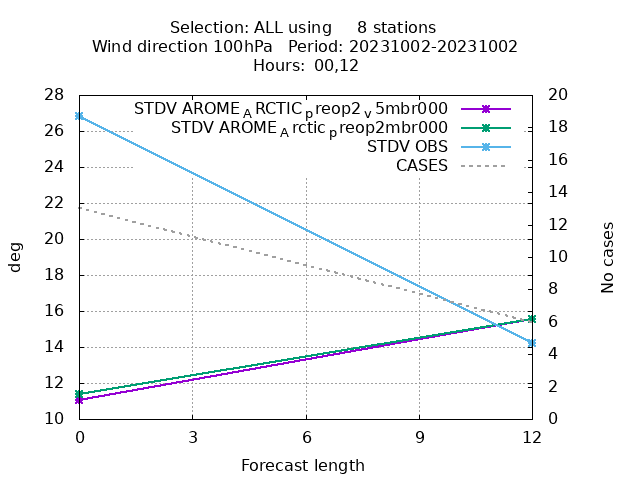 Selection: ALL using     8 stations
Wind direction 100hPa   Period: 20231002-20231002
Hours:  00,12
STDV AROME_ARCTIC_preop2_v5mbr000
STDV AROME_Arctic_preop2mbr000
STDV OBS
CASES
28
26
24
22
20
18
16
14
12
10
deg
20
18
16
14
12
10
8
6
4
2
0
No cases
0 3 6 9 12
Forecast length